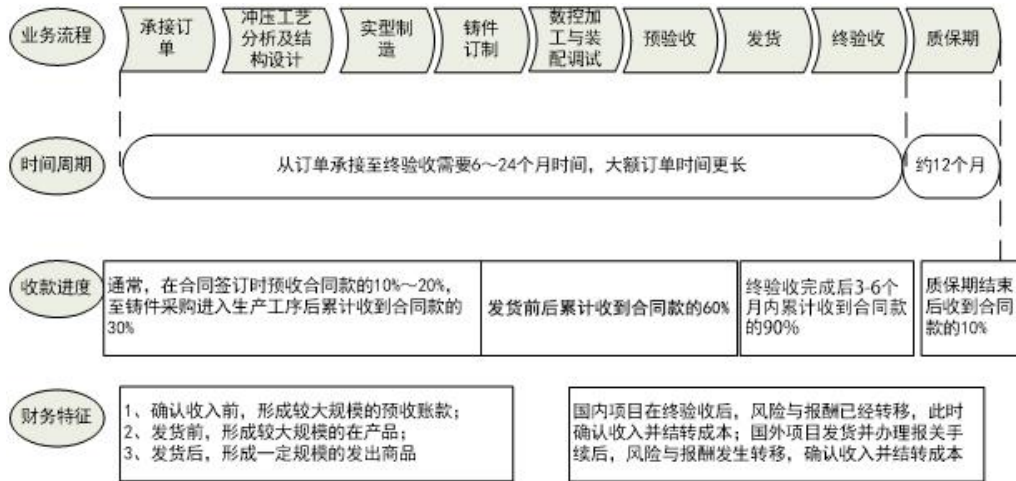 业务流程
承接订
单
冲压工艺
分析及结
构设计
实型制
造
铸件
订制
数控加
工与装
配调试
预验收
发货
终验收
质保期
时间周期
从订单承接至终验收需要6～24个月时间，大额订单时间更长
约12个月
收款进度
通常，在合同签订时预收合同款的10%～20%，
至铸件采购进入生产工序后累计收到合同款的
30%
发货前后累计收到合同款的60%
终验收完成后3-6个
月内累计收到合同款
的90%
质保期结束
后收到合同
款的10%
财务特征
1、确认收入前，形成较大规模的预收账款；
2、发货前，形成较大规模的在产品；
3、发货后，形成一定规模的发出商品
国内项目在终验收后，风险与报酬已经转移，此时
确认收入并结转成本；国外项目发货并办理报关手
续后，风险与报酬发生转移，确认收入并结转成本